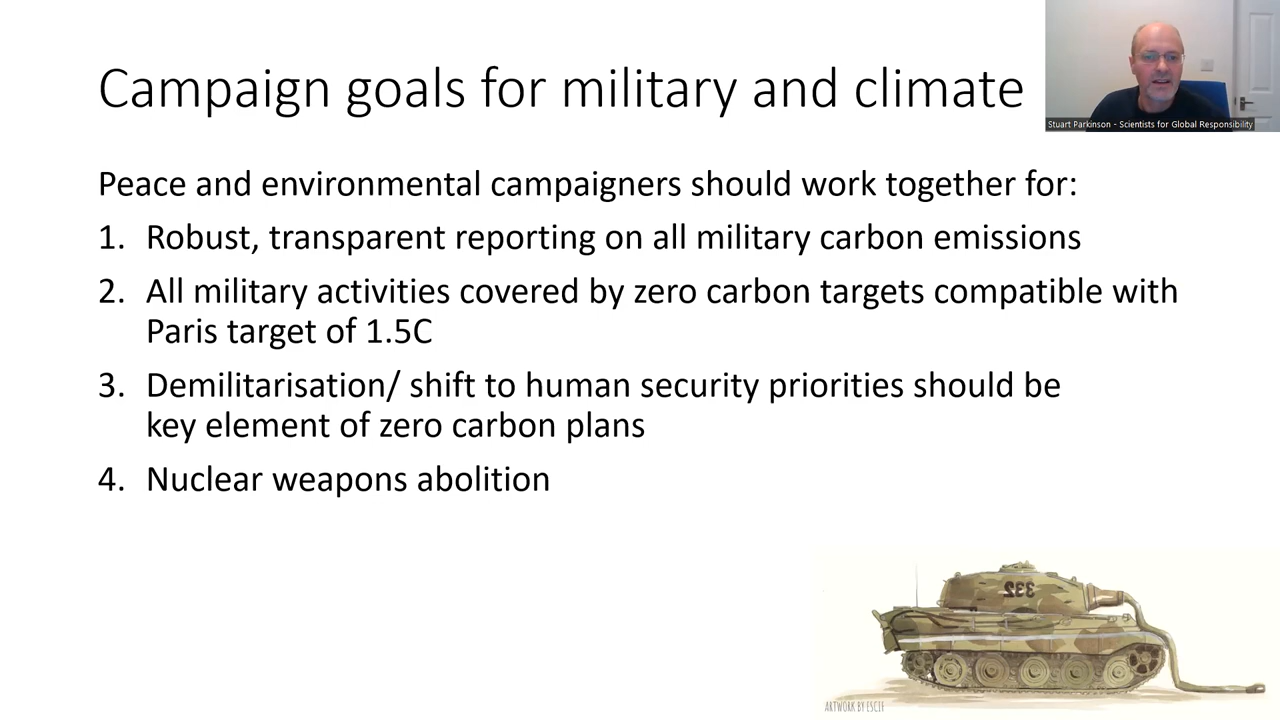 Campaign goals for military and climate
Stuart Parkinson - Scientists for Global Responsibility
Peace and environmental campaigners should work together for:
1. Robust, transparent reporting on all military carbon emissions
2. All military activities covered by zero carbon targets compatible with
Paris target of 1.5C
3. Demilitarisation/ shift to human security priorities should be
key element of zero carbon plans
4. Nuclear weapons abolition
332
ARTWORK BY ESCIF